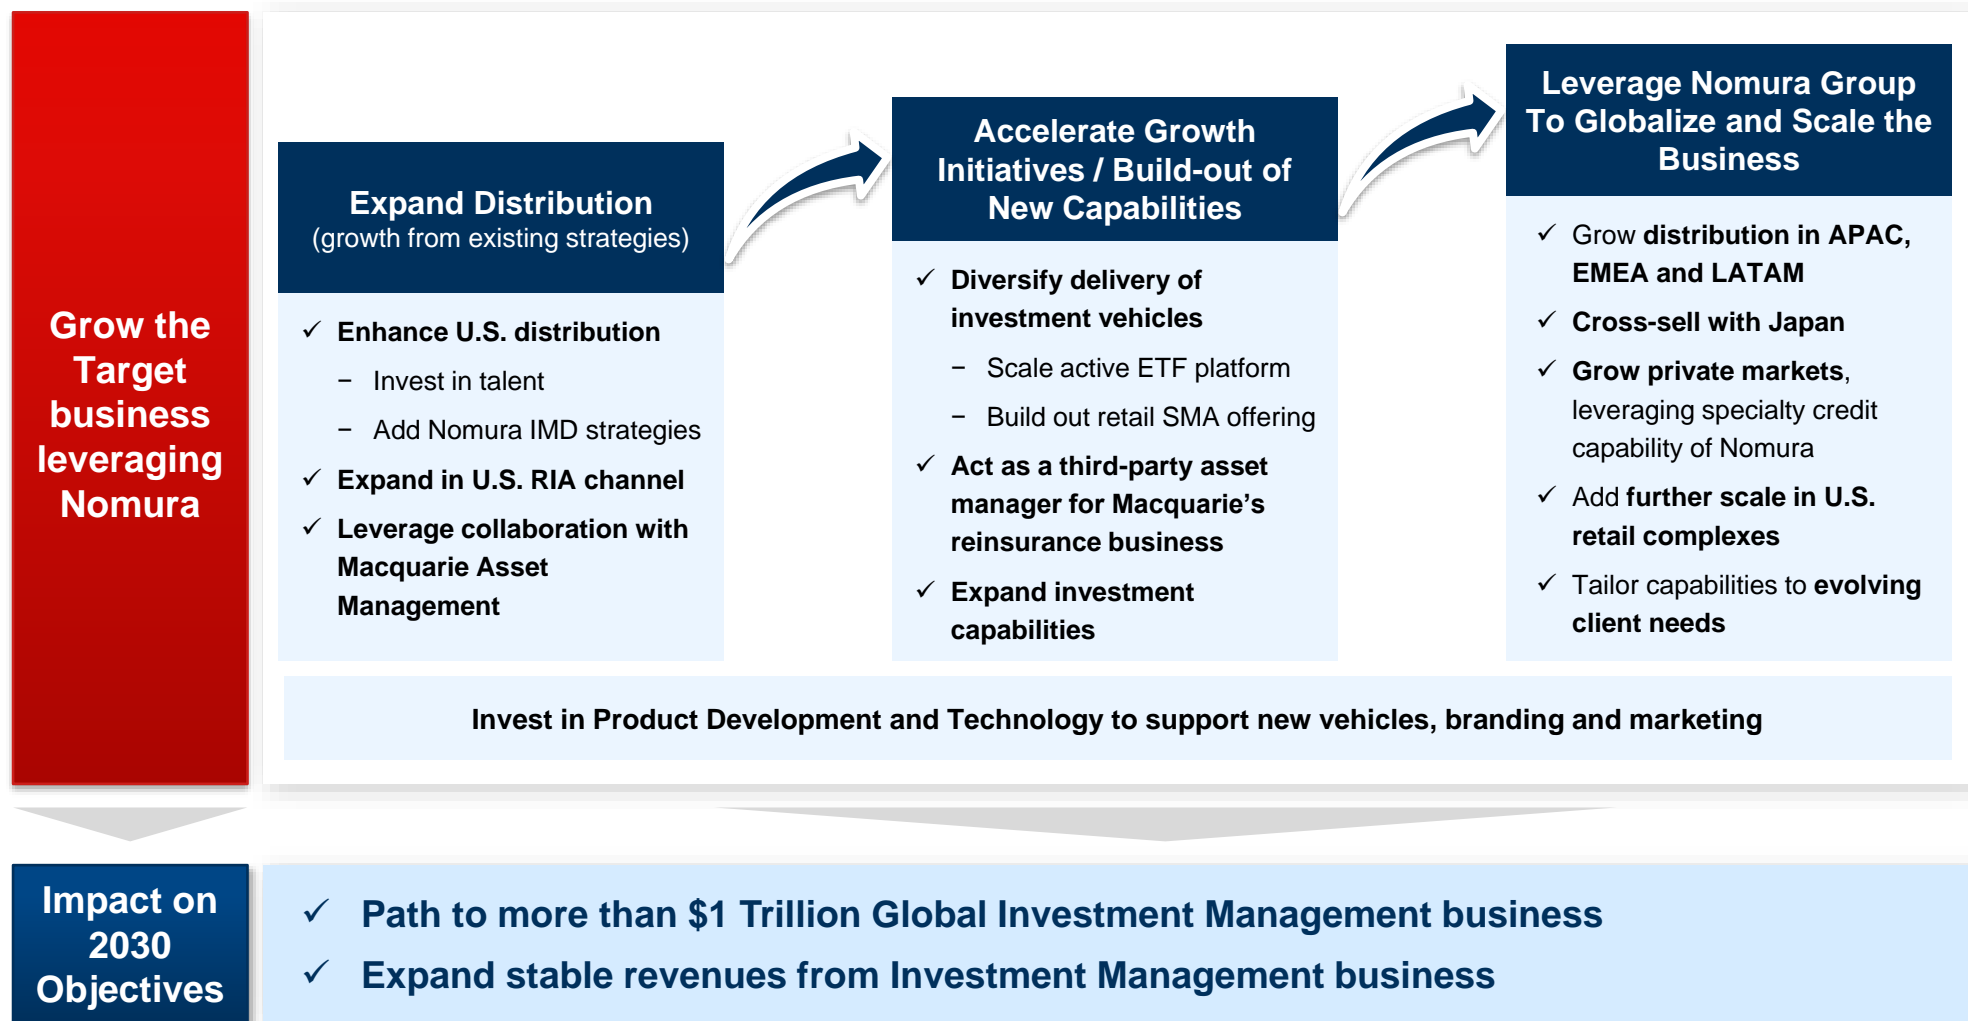 Grow the
Target
business
leveraging
Nomura
Expand Distribution
(growth from existing strategies)
✓ Enhance U.S. distribution
− Invest in talent
− Add Nomura IMD strategies
✓ Expand in U.S. RIA channel
✓ Leverage collaboration with
Macquarie Asset
Management
Accelerate Growth
Initiatives / Build-out of
New Capabilities
✓ Diversify delivery of
investment vehicles
− Scale active ETF platform
− Build out retail SMA offering
✓ Act as a third-party asset
manager for Macquarie’s
reinsurance business
✓ Expand investment
capabilities
Leverage Nomura Group
To Globalize and Scale the
Business
✓ Grow distribution in APAC,
EMEA and LATAM
✓ Cross-sell with Japan
✓ Grow private markets,
leveraging specialty credit
capability of Nomura
✓ Add further scale in U.S.
retail complexes
✓ Tailor capabilities to evolving
client needs
Invest in Product Development and Technology to support new vehicles, branding and marketing
Impact on
2030
Objectives
✓ Path to more than $1 Trillion Global Investment Management business
✓ Expand stable revenues from Investment Management business